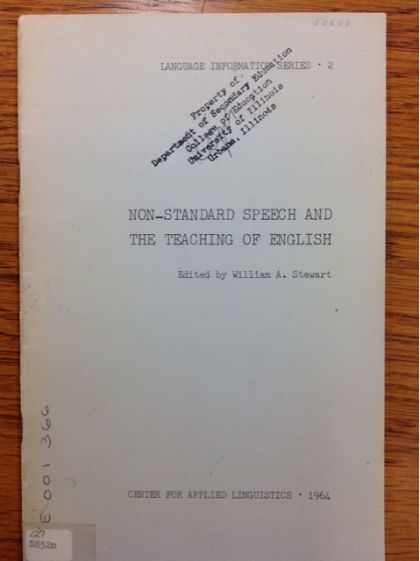 50666
LANGUAGE INFORMATION SERIES · 2
Property of
Department of Secondary Education
College of Education
University of Illinois
Urbana, Illinois
NON-STANDARD SPEECH AND
THE TEACHING OF ENGLISH
Edited by William A. Stewart
CENTER FOR APPLIED LINGUISTICS · 1964
E 001 366
427
S852n